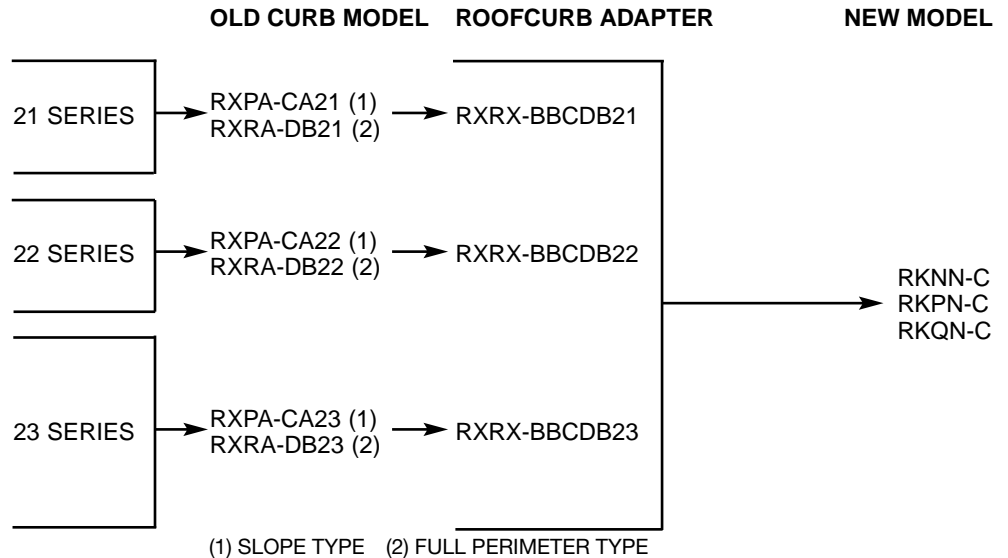 OLD CURB MODEL ROOFCURB ADAPTER NEW MODEL
21 SERIES
RXPA-CA21 (1)
RXRA-DB21 (2)
RXRX-BBCDB21
22 SERIES
RXPA-CA22 (1)
RXRA-DB22 (2)
RXRX-BBCDB22
RKNN-C
RKPN-C
RKQN-C
23 SERIES
RXPA-CA23 (1)
RXRA-DB23 (2)
RXRX-BBCDB23
(1) SLOPE TYPE (2) FULL PERIMETER TYPE